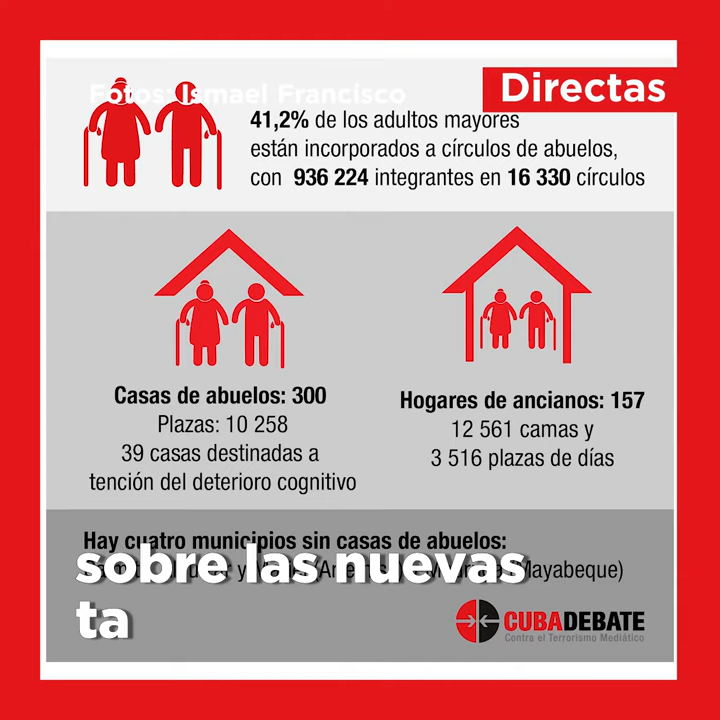 Fotos: Ismael Francisco
Directas
41,2% de los adultos mayores
están incorporados a círculos de abuelos,
con 936 224 integrantes en 16 330 círculos
Casas de abuelos: 300
Plazas: 10 258
39 casas destinadas a
tención del deterioro cognitivo
Hogares de ancianos: 157
12 561 camas y
3 516 plazas de días
Hay cuatro municipios sin casas de abuelos:
Mayabeque)
sobre las nuevas
ta
CUBADEBATE
Contra el Terrorismo Mediático